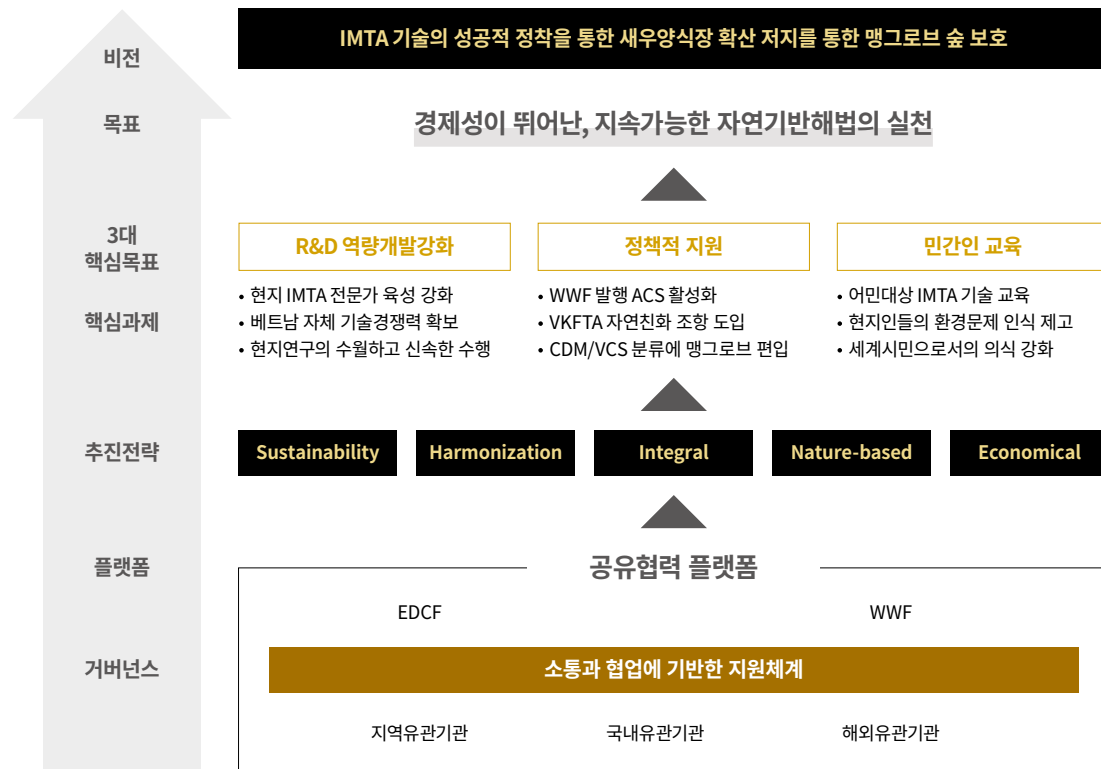 비전
IMTA 기술의 성공적 정착을 통한 새우양식장 확산 저지를 통한 맹그로브 숲 보호
목표
경제성이 뛰어난, 지속가능한 자연기반해법의 실천
3대
핵심목표
R&D 역량개발강화
정책적 지원
민간인 교육
핵심과제
• 현지 IMTA 전문가 육성 강화
• 베트남 자체 기술경쟁력 확보
• 현지연구의 수월하고 신속한 수행
• WWF 발행 ACS 활성화
• VKFTA 자연친화 조항 도입
• CDM/VCS 분류에 맹그로브 편입
• 어민대상 IMTA 기술 교육
• 현지인들의 환경문제 인식 제고
• 세계시민으로서의 의식 강화
추진전략
Sustainability
Harmonization
Integral
Nature-based
Economical
플랫폼
공유협력 플랫폼
EDCF
WWF
거버넌스
소통과 협업에 기반한 지원체계
지역유관기관
국내유관기관
해외유관기관